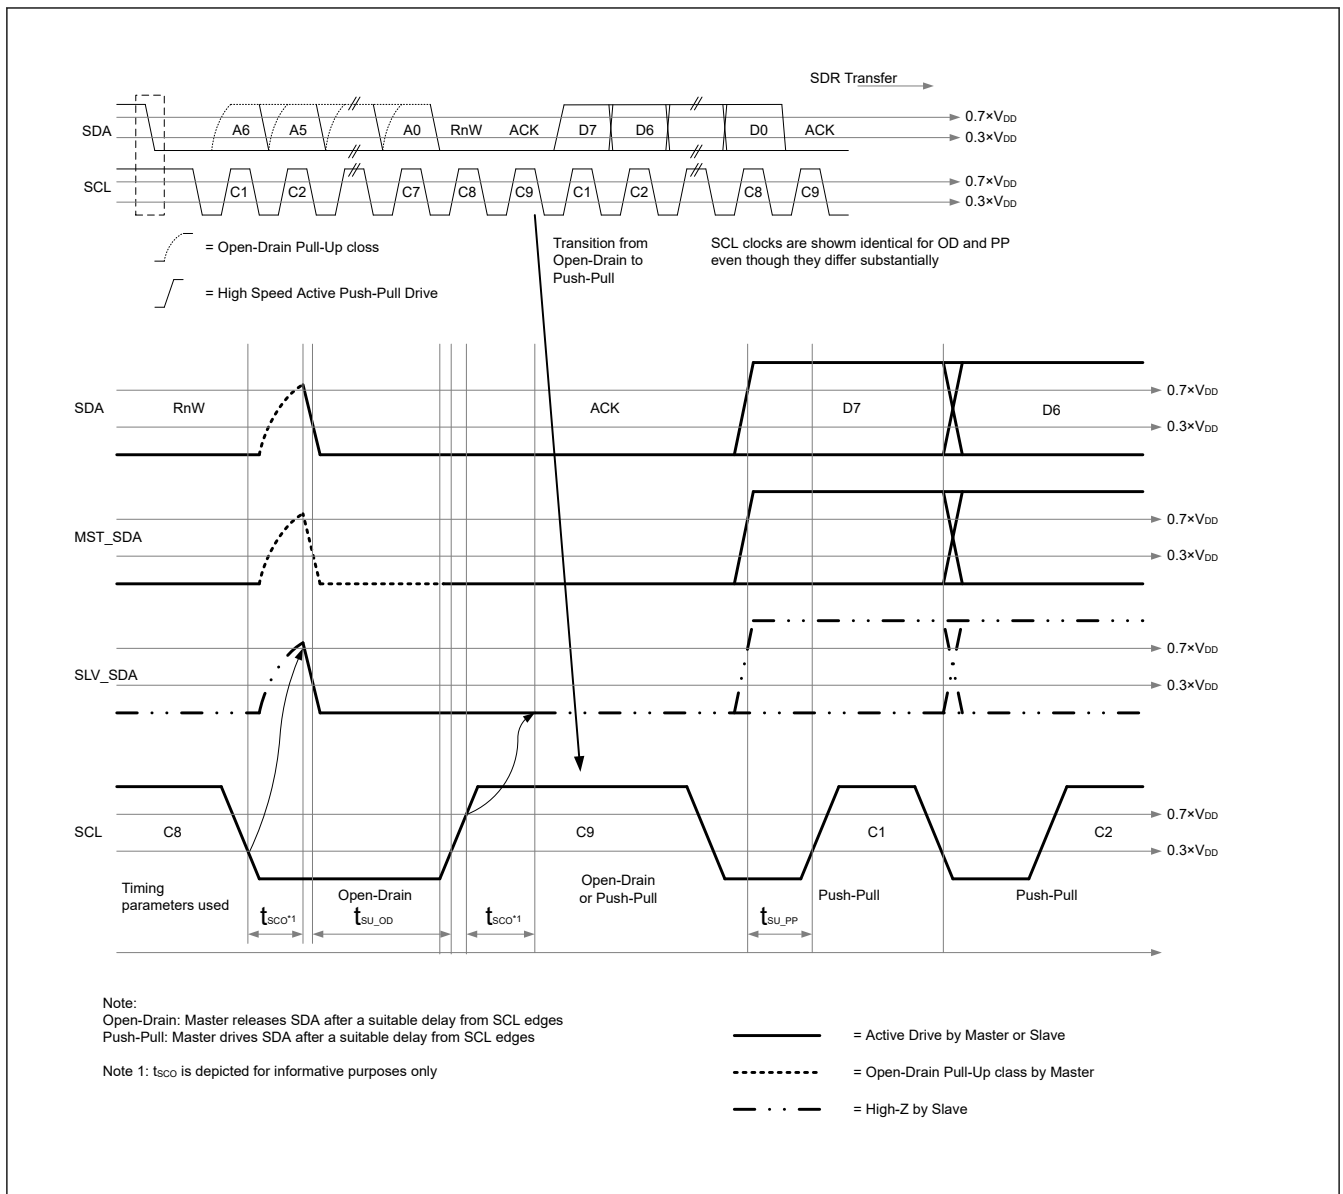 SDR Transfer
SDA
A6
A5
A0
RnW
ACK
D7
D6
D0
ACK
0.7×VDD
0.3×VDD
SCL
C1
C2
C7
C8
C9
C1
C2
C8
C9
0.7×VDD
0.3×VDD
= Open-Drain Pull-Up closs
= High Speed Active Push-Pull Drive
Transition from
Open-Drain to
Push-Pull
SCL clocks are showm identical for OD and PP
even though they differ substantially
SDA
RnW
ACK
D7
D6
0.7×VDD
0.3×VDD
MST_SDA
0.7×VDD
0.3×VDD
SLV_SDA
0.7×VDD
0.3×VDD
SCL
C8
C9
C1
C2
0.7×VDD
0.3×VDD
Timing
parameters used
Open-Drain
Open-Drain
or Push-Pull
Push-Pull
Push-Pull
tSCO*1
tSU_OD
tSCO*1
tSU_PP
Note:
Open-Drain: Master releases SDA after a suitable delay from SCL edges
Push-Pull: Master drives SDA after a suitable delay from SCL edges
Note 1: tSCO is depicted for informative purposes only
= Active Drive by Master or Slave
= Open-Drain Pull-Up class by Master
= High-Z by Slave